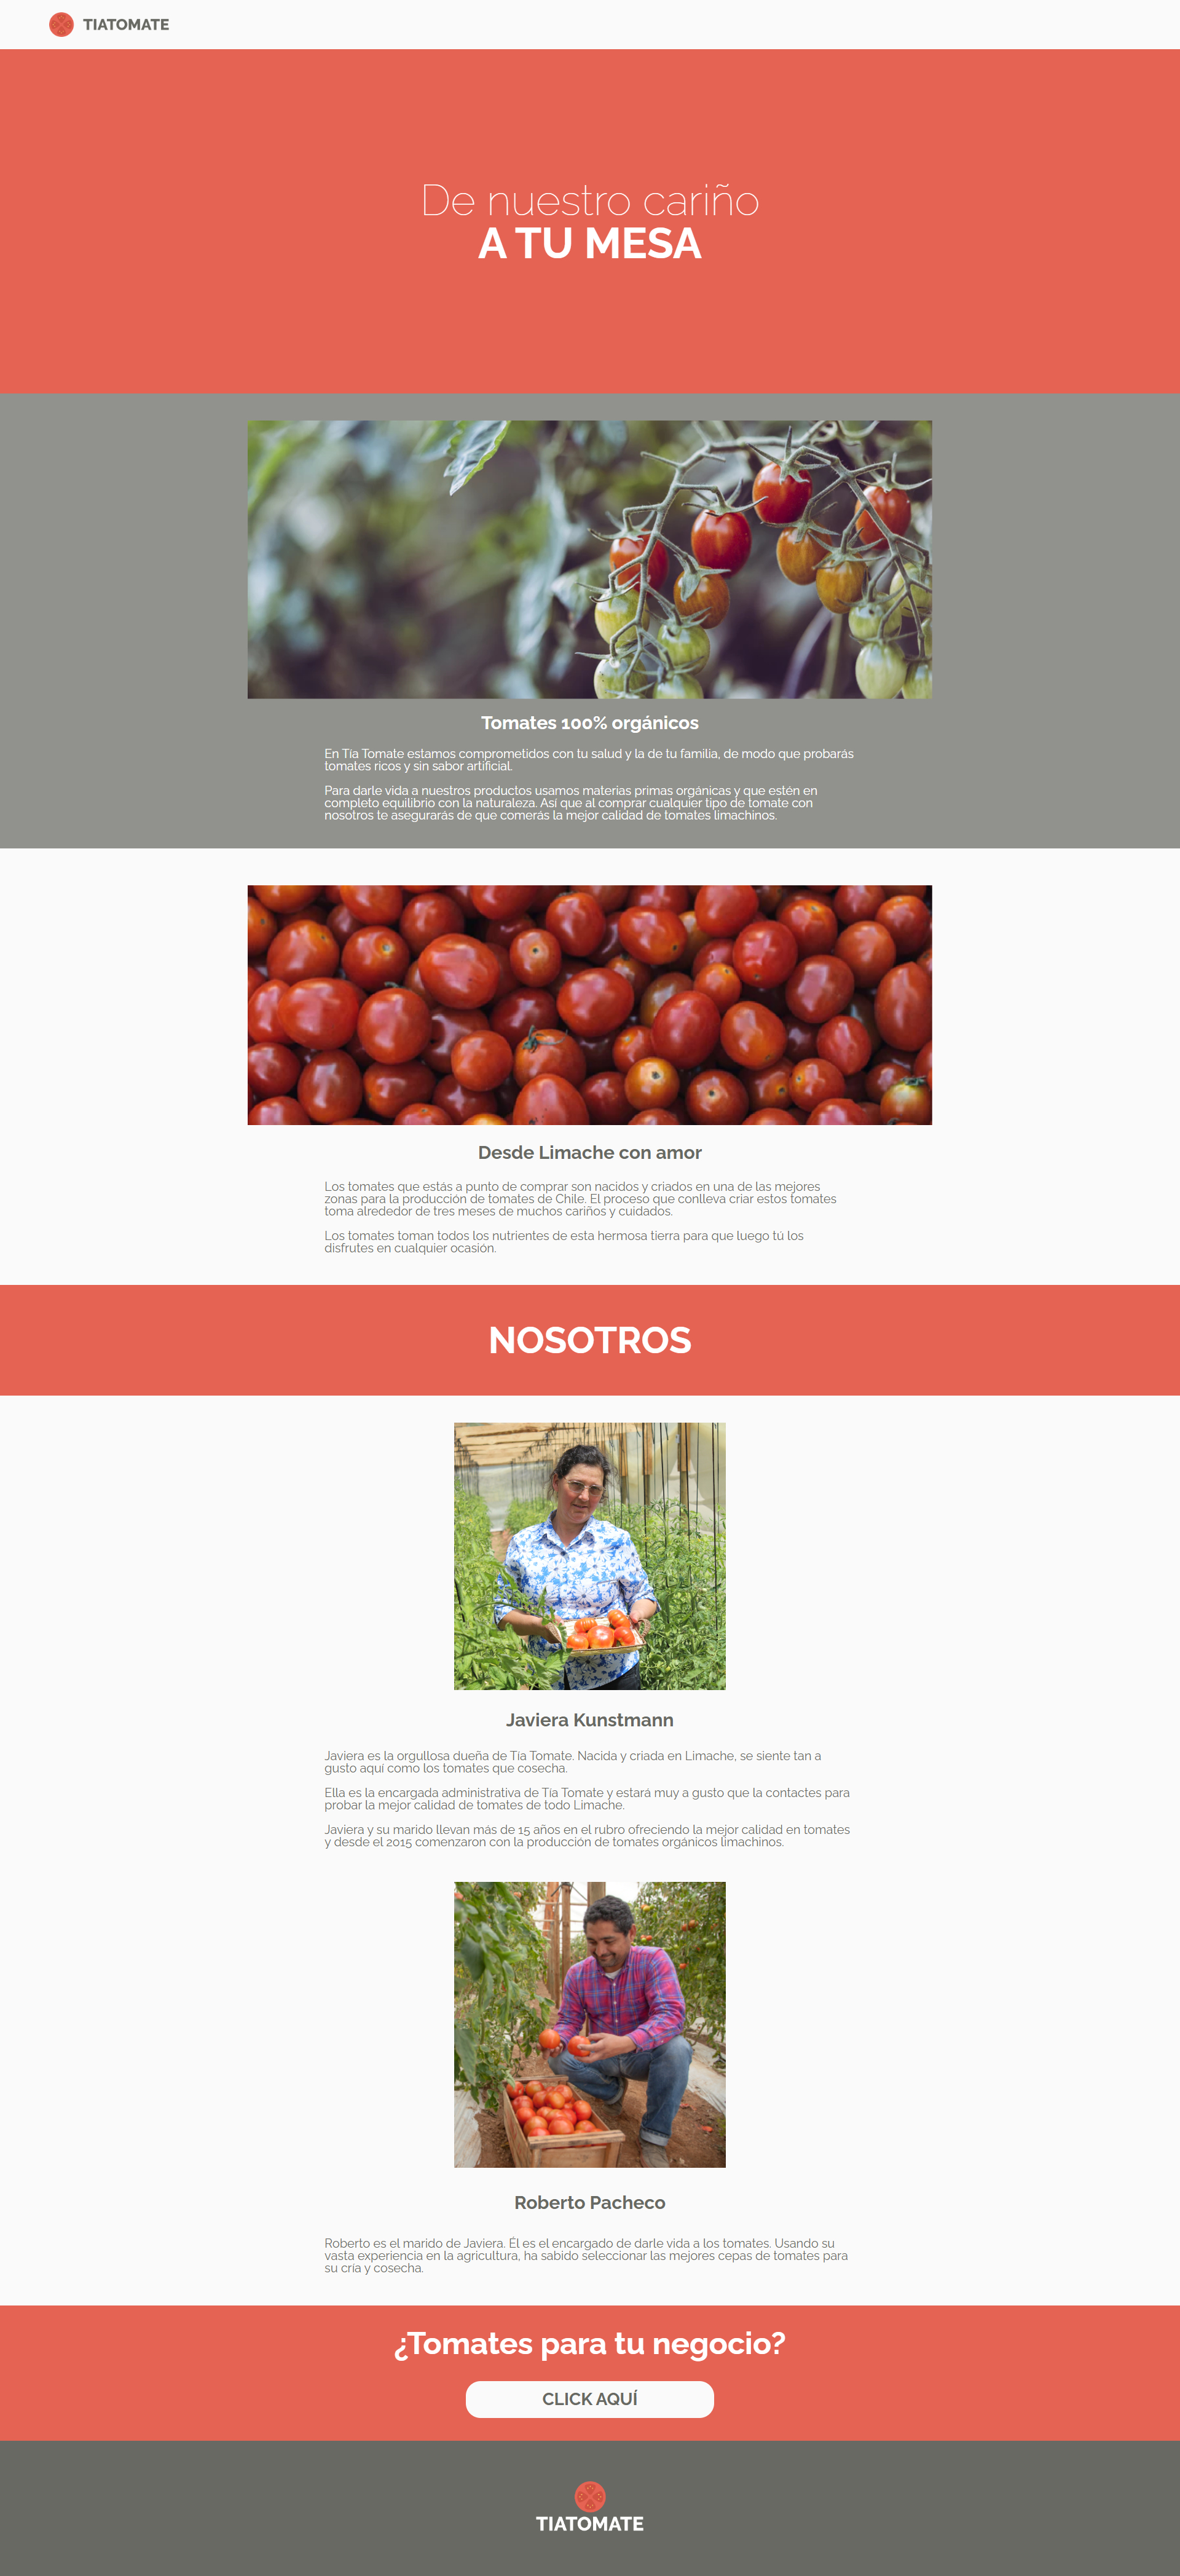 TIATOMATE
De nuestro cariño
A TU MESA
Tomates 100% orgánicos
En Tía Tomate estamos comprometidos con tu salud y la de tu familia, de modo que probarás
tomates ricos y sin sabor artificial.
Para darle vida a nuestros productos usamos materias primas orgánicas y que estén en
completo equilibrio con la naturaleza. Así que al comprar cualquier tipo de tomate con
nosotros te asegurarás de que comerás la mejor calidad de tomates limachinos.
Desde Limache con amor
Los tomates que estás a punto de comprar son nacidos y criados en una de las mejores
zonas para la producción de tomates de Chile. El proceso que conlleva criar estos tomates
toma alrededor de tres meses de muchos cariños y cuidados.
Los tomates toman todos los nutrientes de esta hermosa tierra para que luego tú los
disfrutes en cualquier ocasión.
NOSOTROS
Javiera Kunstmann
Javiera es la orgullosa dueña de Tía Tomate. Nacida y criada en Limache, se siente tan a
gusto aquí como los tomates que cosecha.
Ella es la encargada administrativa de Tía Tomate y estará muy a gusto que la contactes para
probar la mejor calidad de tomates de todo Limache.
Javiera y su marido llevan más de 15 años en el rubro ofreciendo la mejor calidad en tomates
y desde el 2015 comenzaron con la producción de tomates orgánicos limachinos.
Roberto Pacheco
Roberto es el marido de Javiera. Él es el encargado de darle vida a los tomates. Usando su
vasta experiencia en la agricultura, ha sabido seleccionar las mejores cepas de tomates para
su cría y cosecha.
¿Tomates para tu negocio?
CLICK AQUÍ
TIATOMATE